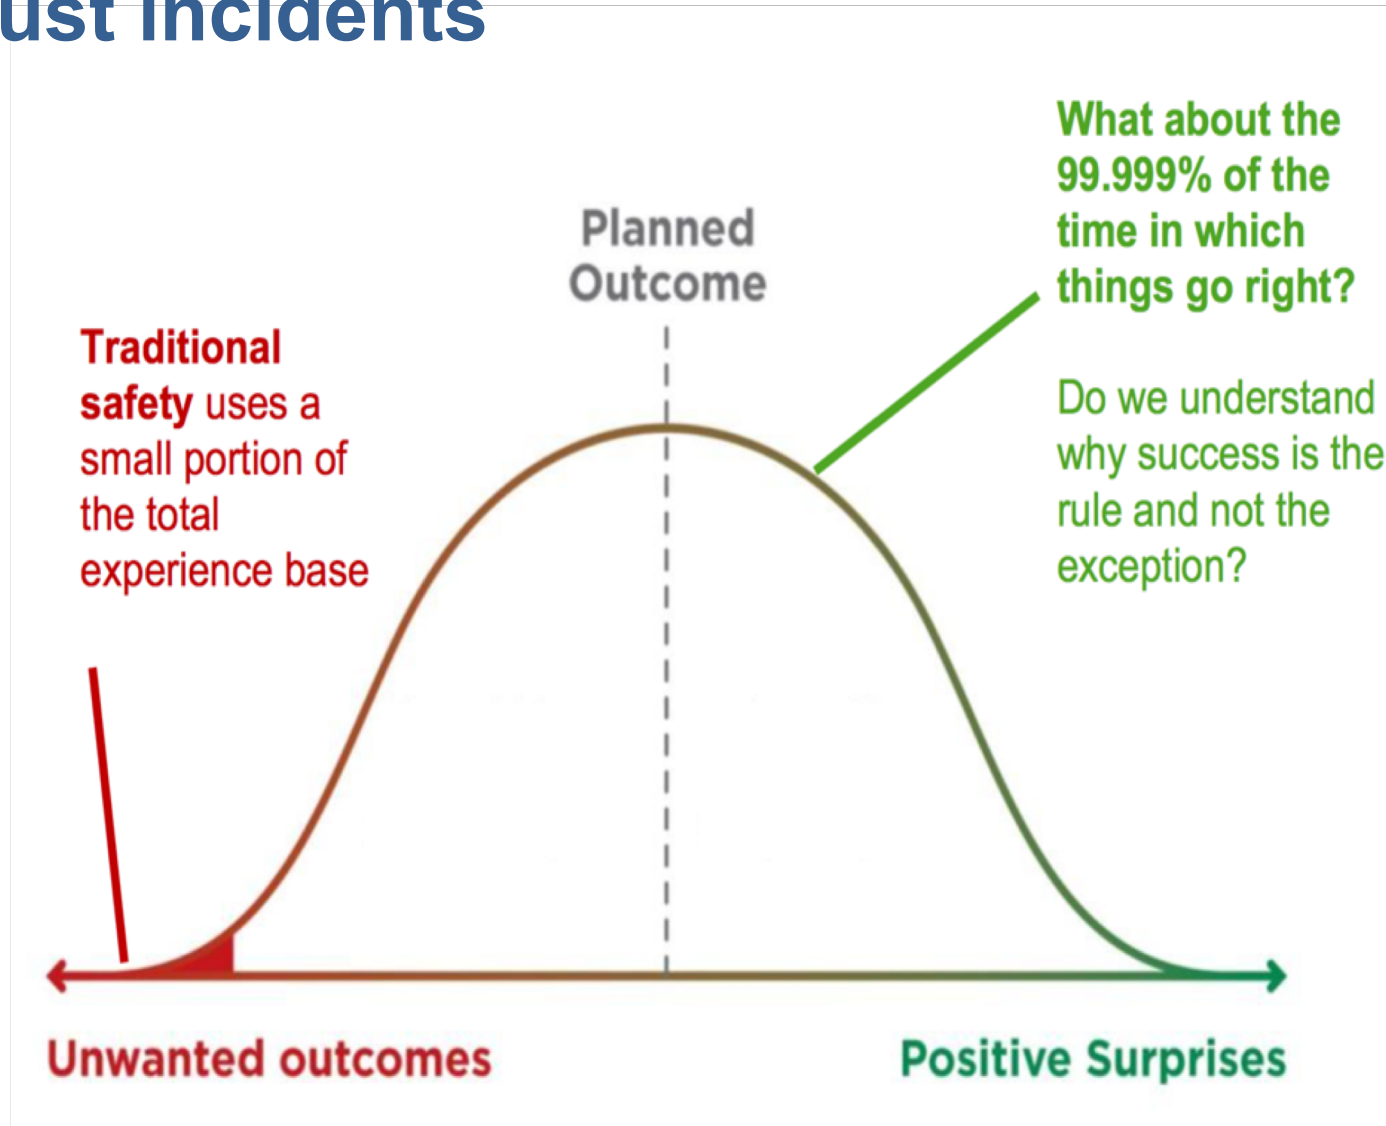 ust incidents
What about the
99.999% of the
time in which
things go right?
Do we understand
why success is the
rule and not the
exception?
Planned
Outcome
Traditional
safety uses a
small portion of
the total
experience base
Unwanted outcomes
Positive Surprises